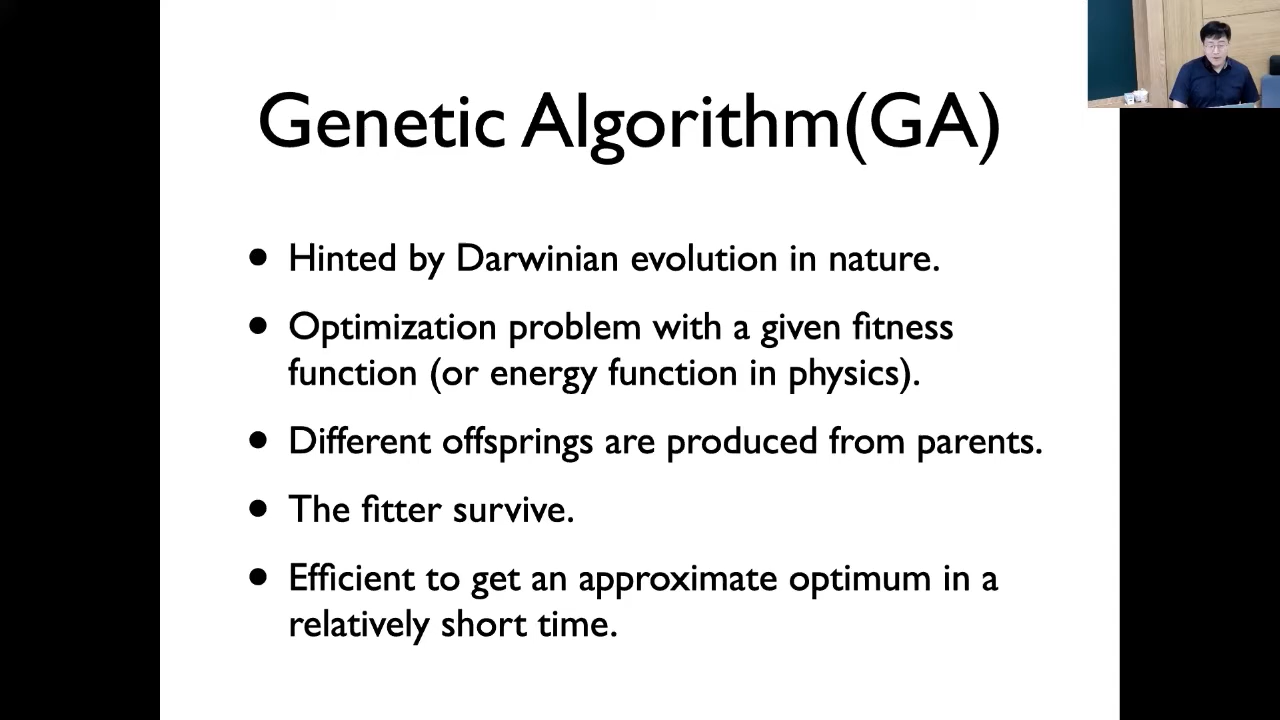 Genetic Algorithm(GA)
• Hinted by Darwinian evolution in nature.
• Optimization problem with a given fitness
function (or energy function in physics).
• Different offsprings are produced from parents.
• The fitter survive.
• Efficient to get an approximate optimum in a
relatively short time.